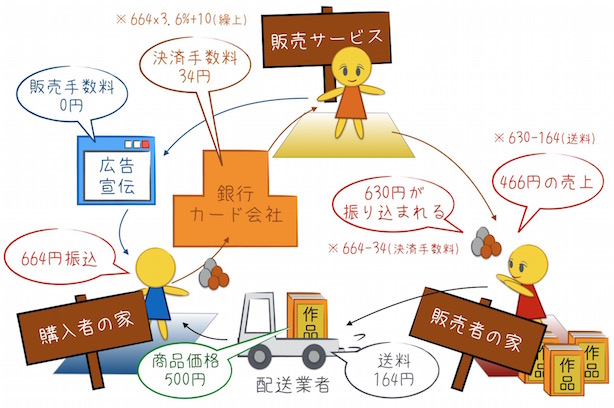 ※664x3.6%+10(繰上)
販売サービス
決済手数料
34円
販売手数料
0円
広告
宣伝
銀行
カード会社
※630-164(送料)
466円の売上
630円が
振り込まれる
※664-34(決済手数料)
664円振込
購入者の家
作品
商品価格
500円
配送業者
送料
164円
販売者の家
作品
作品
作品